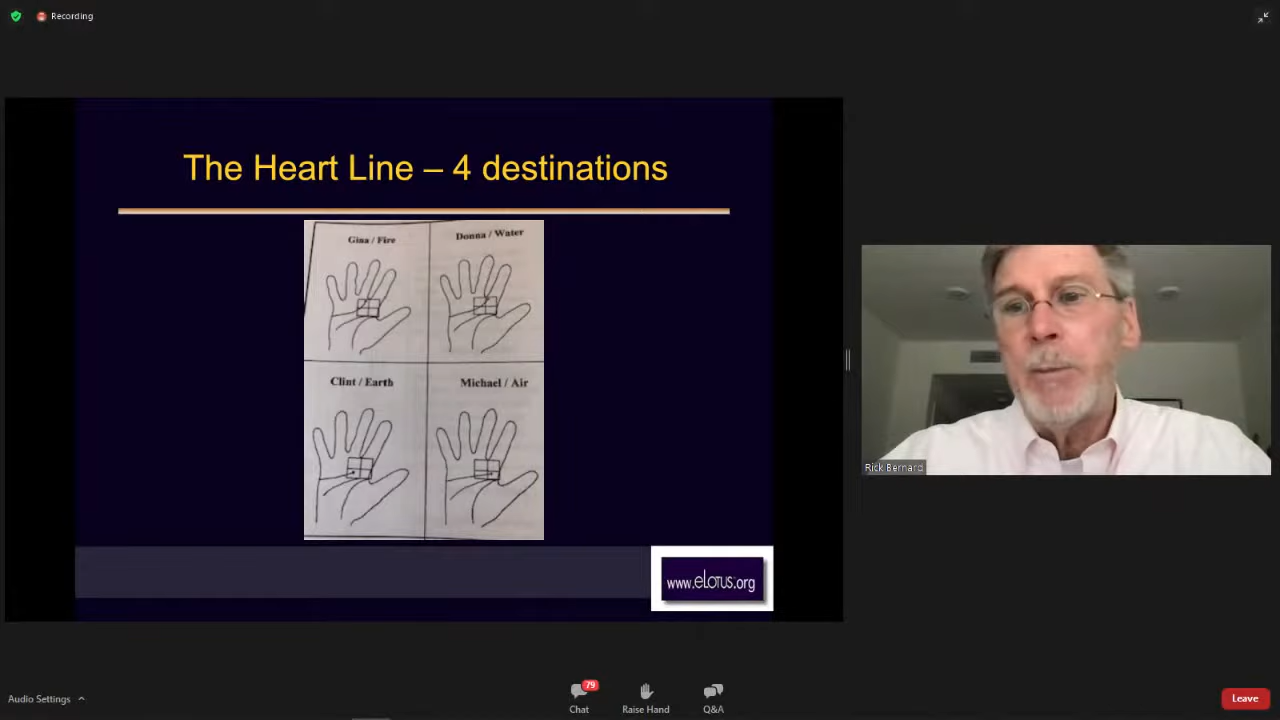 Recording
The Heart Line – 4 destinations
Gina / Fire
Donna / Water
Clint / Earth
Michael / Air
www.eLotus.org
Rick Bernard
Audio Settings
79
Chat
Raise Hand
Q&A
Leave